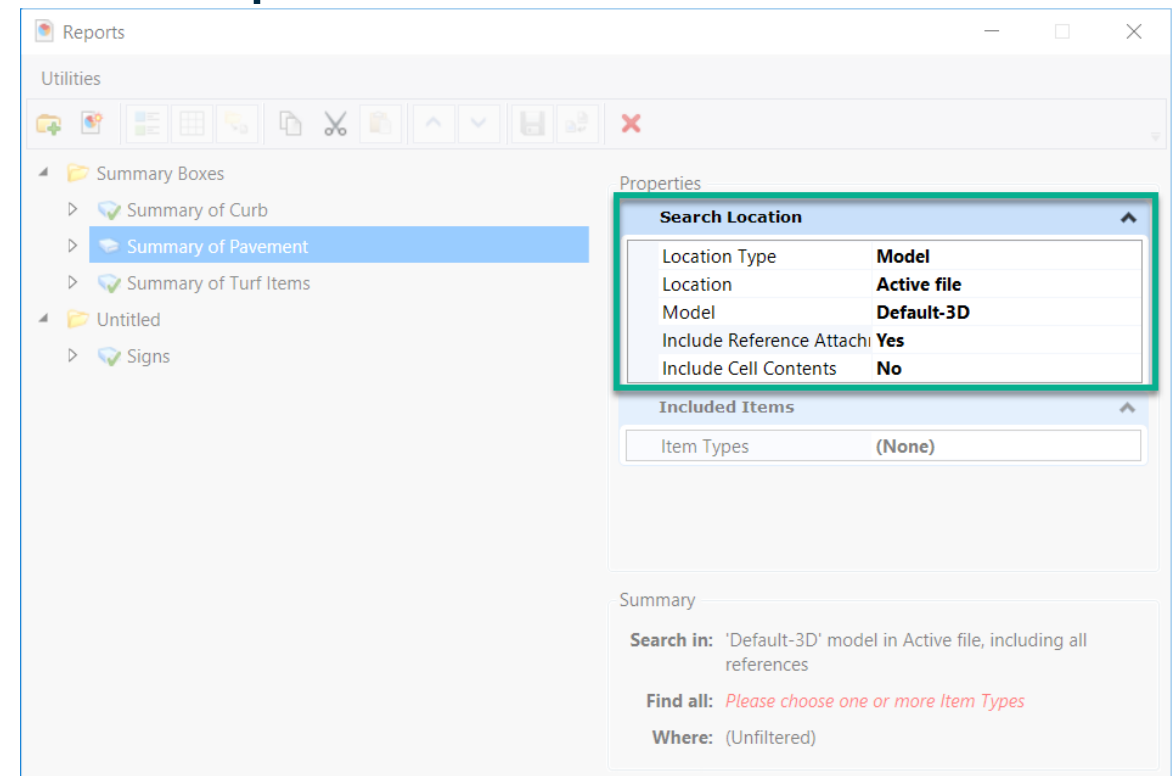 Reports
Utilities
Summary Boxes
Summary of Curb
Summary of Pavement
Summary of Turf Items
Untitled
Signs
Properties
Search Location
Location Type Model
Location Active file
Model Default-3D
Include Reference Attach Yes
Include Cell Contents No
Included Items
Item Types (None)
Summary
Search in: 'Default-3D' model in Active file, including all
references
Find all: Please choose one or more Item Types
Where: (Unfiltered)